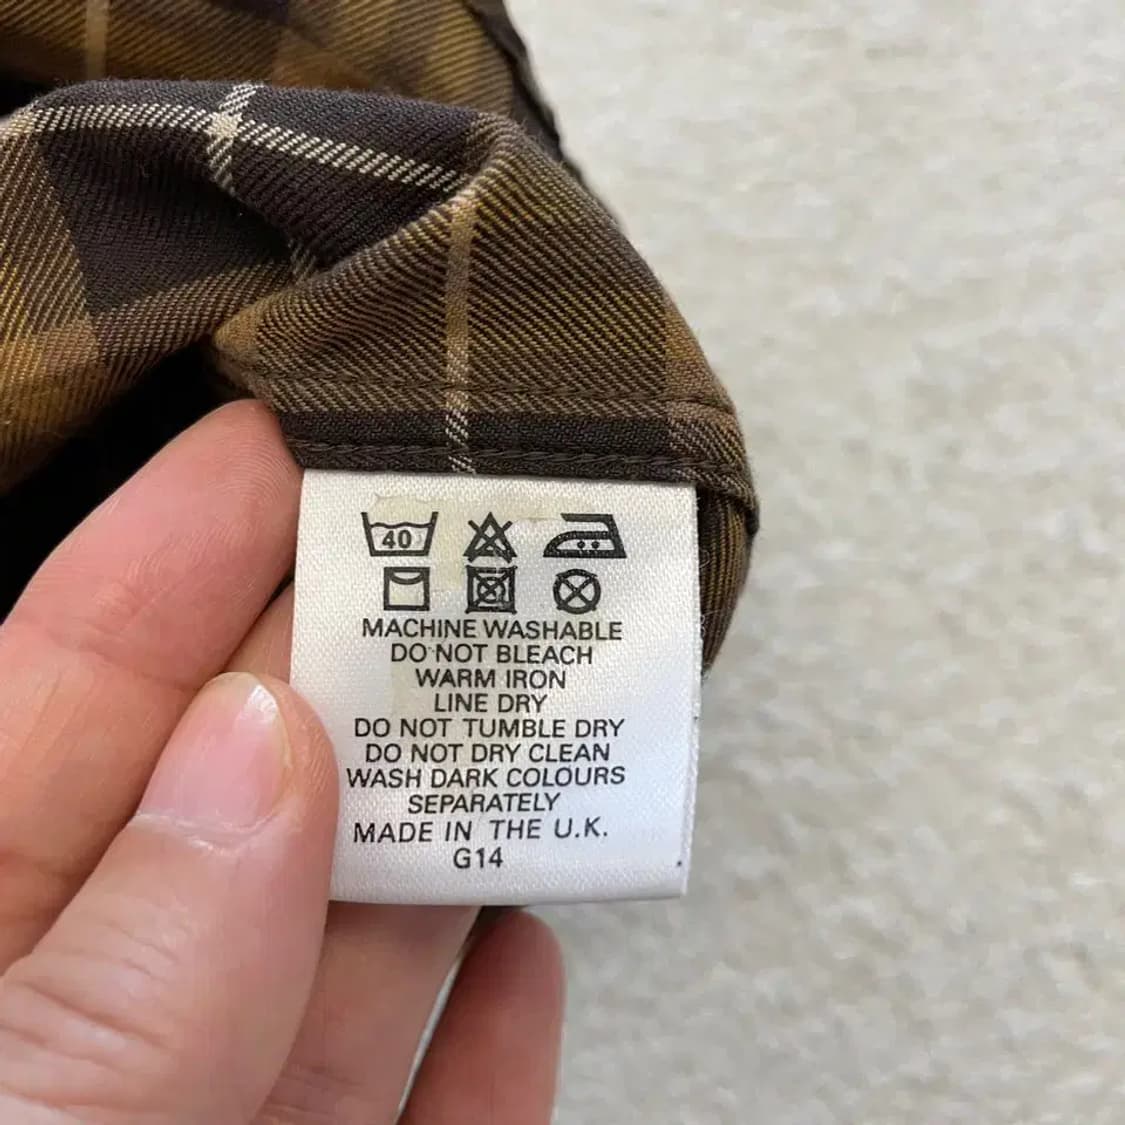 40
MACHINE WASHABLE
DO NOT BLEACH
WARM IRON
LINE DRY
DO NOT TUMBLE DRY
DO NOT DRY CLEAN
WASH DARK COLOURS
SEPARATELY
MADE IN THE U.K.
G14